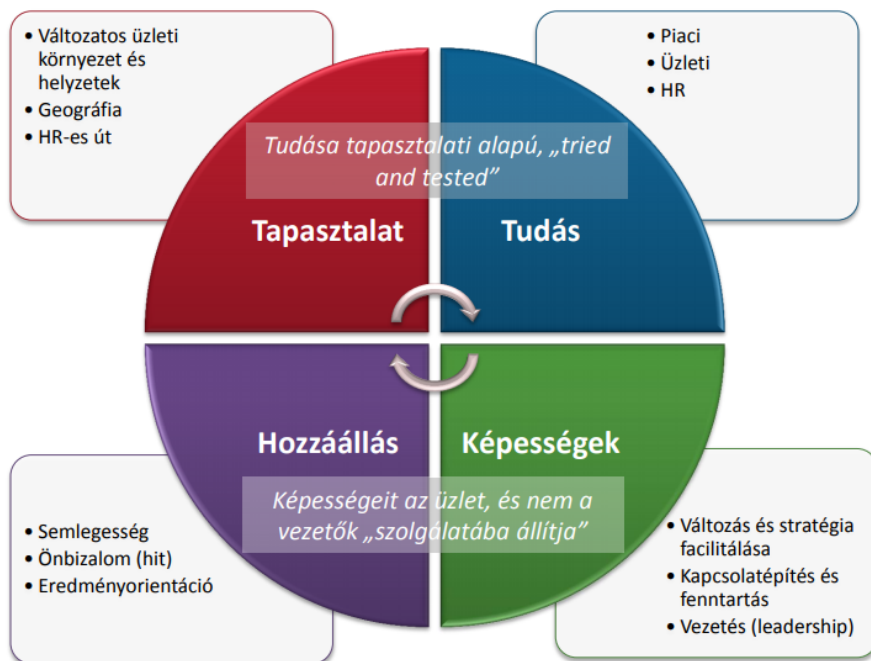 • Változatos üzleti
környezet és
helyzetek
• Geográfia
• HR-es út
• Piaci
• Üzleti
• HR
Tudása tapasztalati alapú, „tried
and tested”
Tapasztalat
Tudás
Hozzáállás
Képességek
Képességeit az üzlet, és nem a
vezetők „szolgálatába állítja”
• Semlegesség
• Önbizalom (hit)
• Eredményorientáció
• Változás és stratégia
facilitálása
• Kapcsolatépítés és
fenntartás
• Vezetés (leadership)